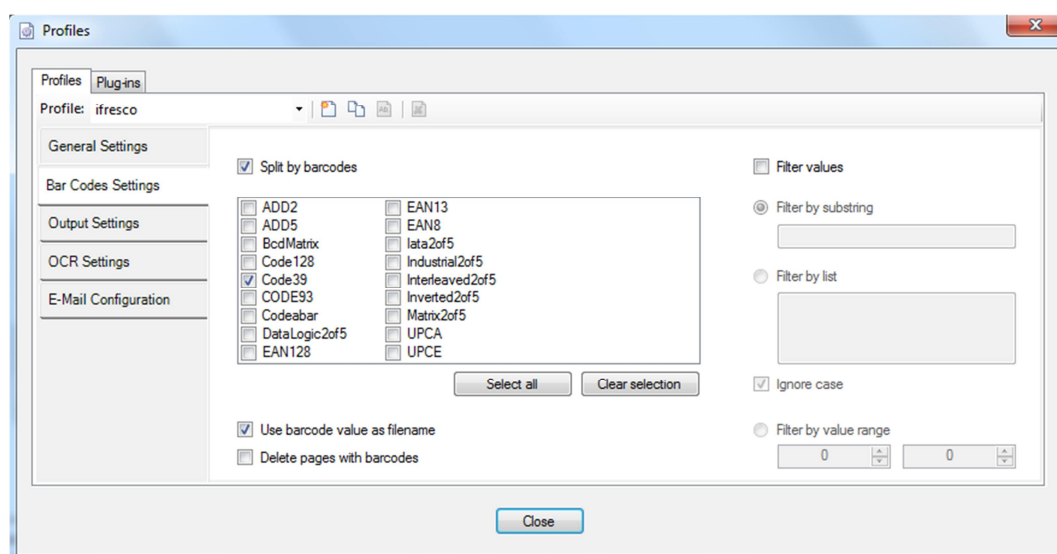 Profiles
Profiles Plug-ins
Profile: ifresco
General Settings
Bar Codes Settings
Output Settings
OCR Settings
E-Mail Configuration
Split by barcodes
ADD2
ADD5
BcdMatrix
Code128
Code39
CODE93
Codeabar
DataLogic2of5
EAN128
EAN13
EAN8
Iata2of5
Industrial2of5
Interleaved2of5
Inverted2of5
Matrix2of5
UPCA
UPCE
Select all Clear selection
Use barcode value as filename
Delete pages with barcodes
Filter values
Filter by substring
Filter by list
Ignore case
Filter by value range
0 0
Close